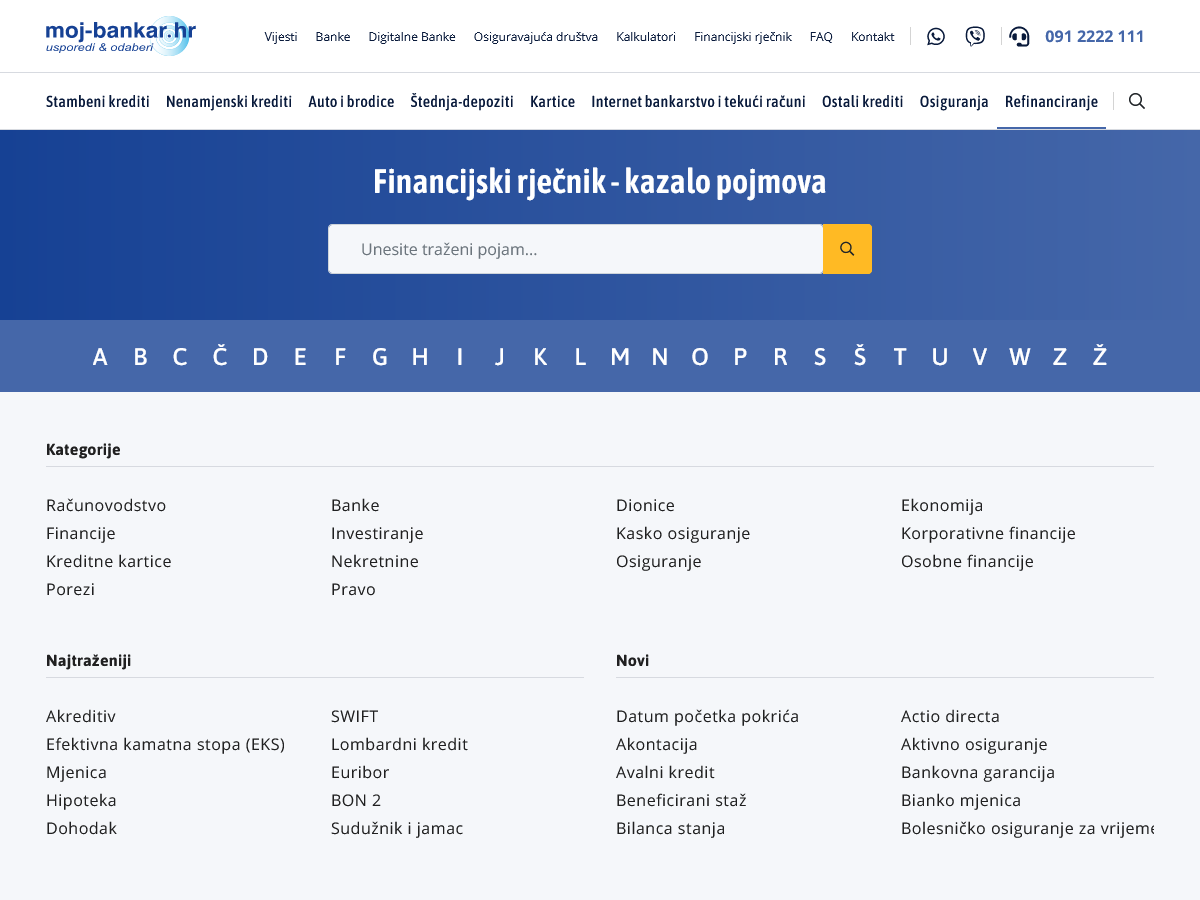 moj-bankar.hr
usporedi & odaberi
Vijesti Banke Digitalne Banke Osiguravajuća društva Kalkulatori Financijski rječnik FAQ Kontakt 091 2222 111
Stambeni krediti Nenamjenski krediti Auto i brodice Štednja-depoziti Kartice Internet bankarstvo i tekući računi Ostali krediti Osiguranja Refinanciranje
Financijski rječnik - kazalo pojmova
Unesite traženi pojam...
A B C Č D E F G H I J K L M N O P R S Š T U V W Z Ž
Kategorije
Računovodstvo Banke Dionice Ekonomija
Financije Investiranje Kasko osiguranje Korporativne financije
Kreditne kartice Nekretnine Osiguranje Osobne financije
Porezi Pravo
Najtraženiji Novi
Akreditiv SWIFT Datum početka pokrića Actio directa
Efektivna kamatna stopa (EKS) Lombardni kredit Akontacija Aktivno osiguranje
Mjenica Euribor Avalni kredit Bankovna garancija
Hipoteka BON 2 Beneficirani staž Bianko mjenica
Dohodak Sudužnik i jamac Bilanca stanja Bolesničko osiguranje za vrijeme